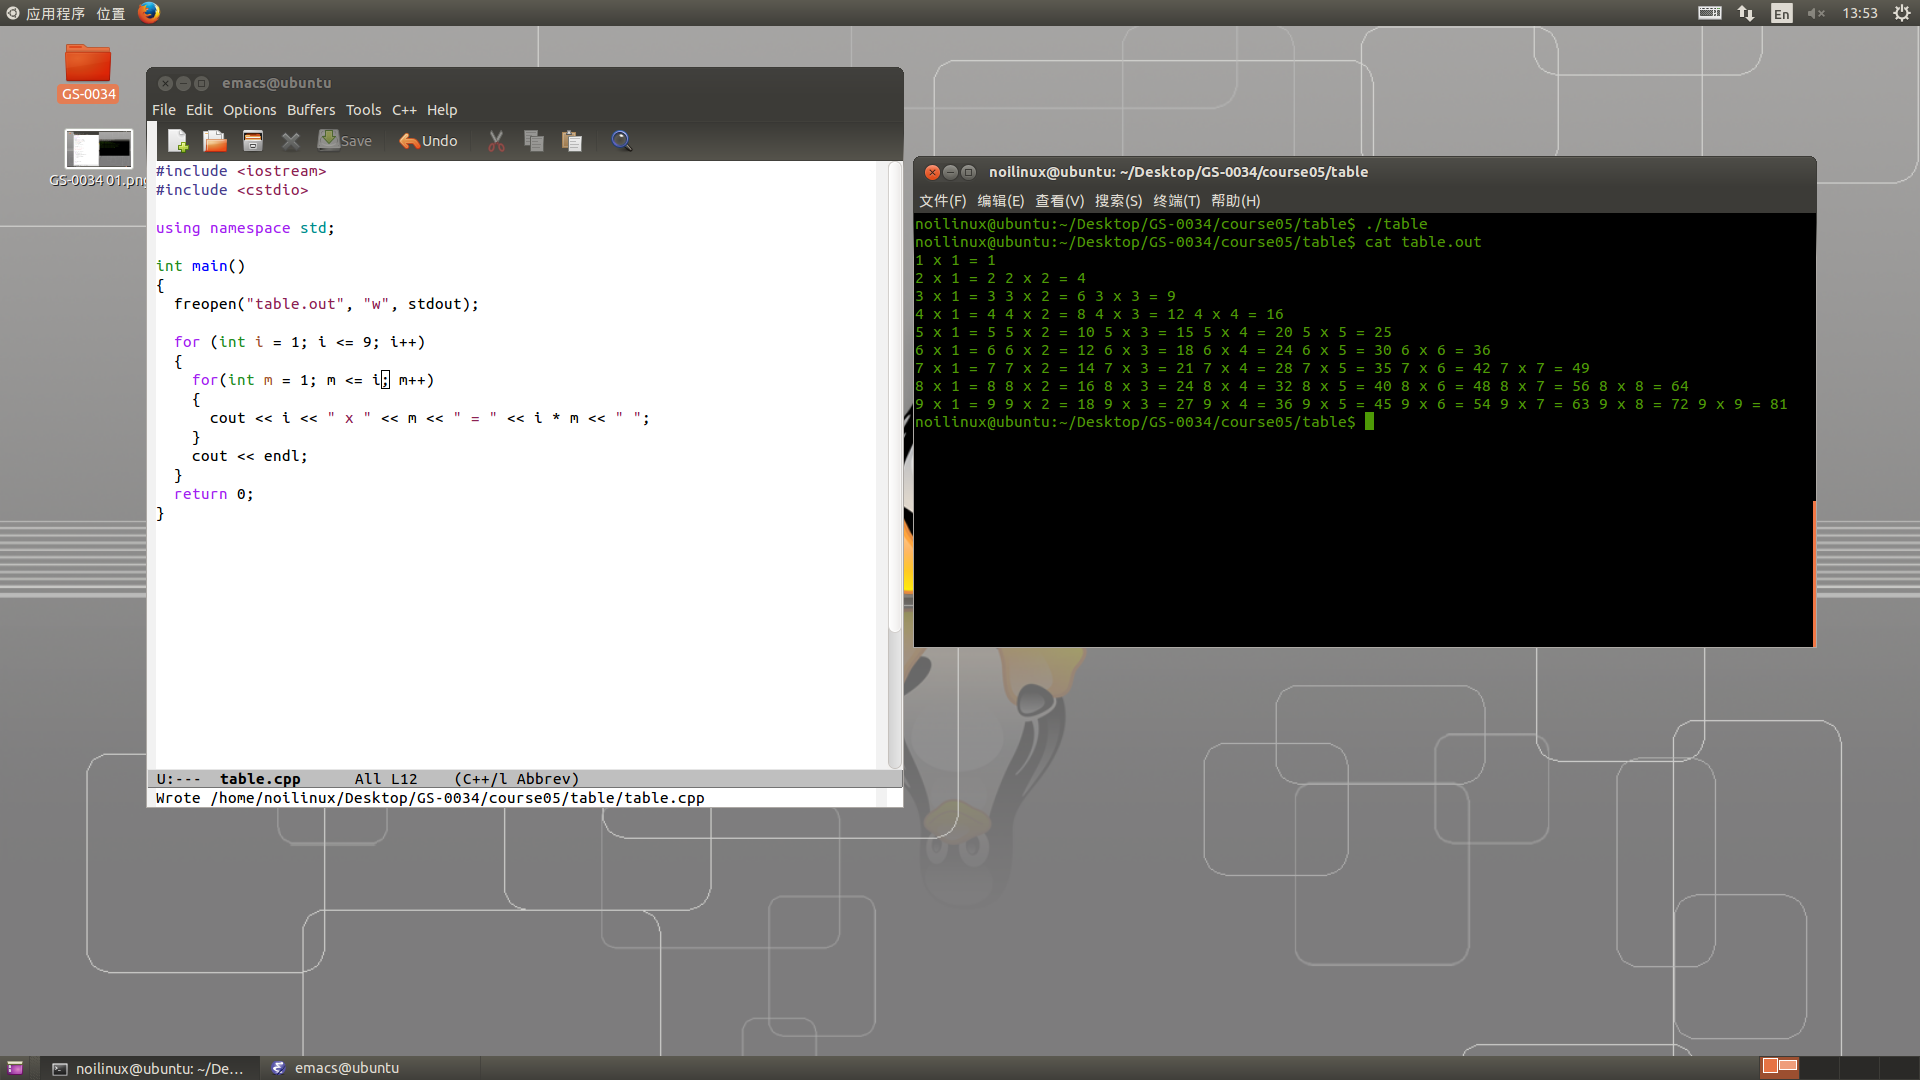 应用程序 位置
En 13:53
GS-0034
GS-0034 01.png
emacs@ubuntu
File Edit Options Buffers Tools C++ Help
Save Undo
#include <iostream>
#include <cstdio>
using namespace std;
int main()
{
freopen("table.out", "w", stdout);
for (int i = 1; i <= 9; i++)
{
for(int m = 1; m <= i; m++)
{
cout << i << " x " << m << " = " << i * m << " ";
}
cout << endl;
}
return 0;
}
U:--- table.cpp All L12 (C++/l Abbrev)
Wrote /home/noilinux/Desktop/GS-0034/course05/table/table.cpp
noilinux@ubuntu: ~/Desktop/GS-0034/course05/table
文件(F) 编辑(E) 查看(V) 搜索(S) 终端(T) 帮助(H)
noilinux@ubuntu:~/Desktop/GS-0034/course05/table$ ./table
noilinux@ubuntu:~/Desktop/GS-0034/course05/table$ cat table.out
1 x 1 = 1
2 x 1 = 2 2 x 2 = 4
3 x 1 = 3 3 x 2 = 6 3 x 3 = 9
4 x 1 = 4 4 x 2 = 8 4 x 3 = 12 4 x 4 = 16
5 x 1 = 5 5 x 2 = 10 5 x 3 = 15 5 x 4 = 20 5 x 5 = 25
6 x 1 = 6 6 x 2 = 12 6 x 3 = 18 6 x 4 = 24 6 x 5 = 30 6 x 6 = 36
7 x 1 = 7 7 x 2 = 14 7 x 3 = 21 7 x 4 = 28 7 x 5 = 35 7 x 6 = 42 7 x 7 = 49
8 x 1 = 8 8 x 2 = 16 8 x 3 = 24 8 x 4 = 32 8 x 5 = 40 8 x 6 = 48 8 x 7 = 56 8 x 8 = 64
9 x 1 = 9 9 x 2 = 18 9 x 3 = 27 9 x 4 = 36 9 x 5 = 45 9 x 6 = 54 9 x 7 = 63 9 x 8 = 72 9 x 9 = 81
noilinux@ubuntu:~/Desktop/GS-0034/course05/table$
noilinux@ubuntu: ~/De... emacs@ubuntu